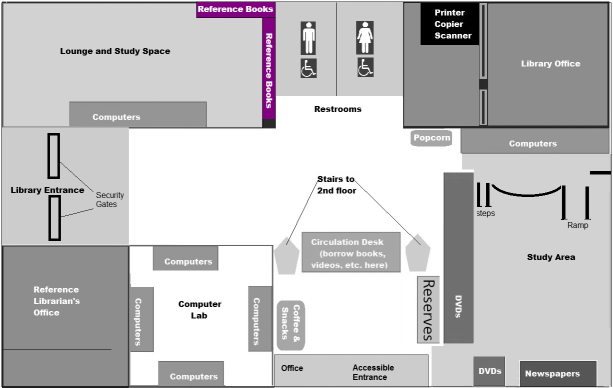 Reference Books
Reference Books
Printer
Copier
Scanner
Lounge and Study Space
Library Office
Computers
Restrooms
Popcorn
Computers
Library Entrance
Security
Gates
Stairs to
2nd floor
steps
Ramp
Circulation Desk
(borrow books,
videos. etc. here)
Study Area
Computers
Reference
Librarian's
Office
Computers
Computer
Lab
Computers
Coffee &
Snacks
Reserves
DVDs
Computers
Office
Accessible
Entrance
DVDs
Newspapers